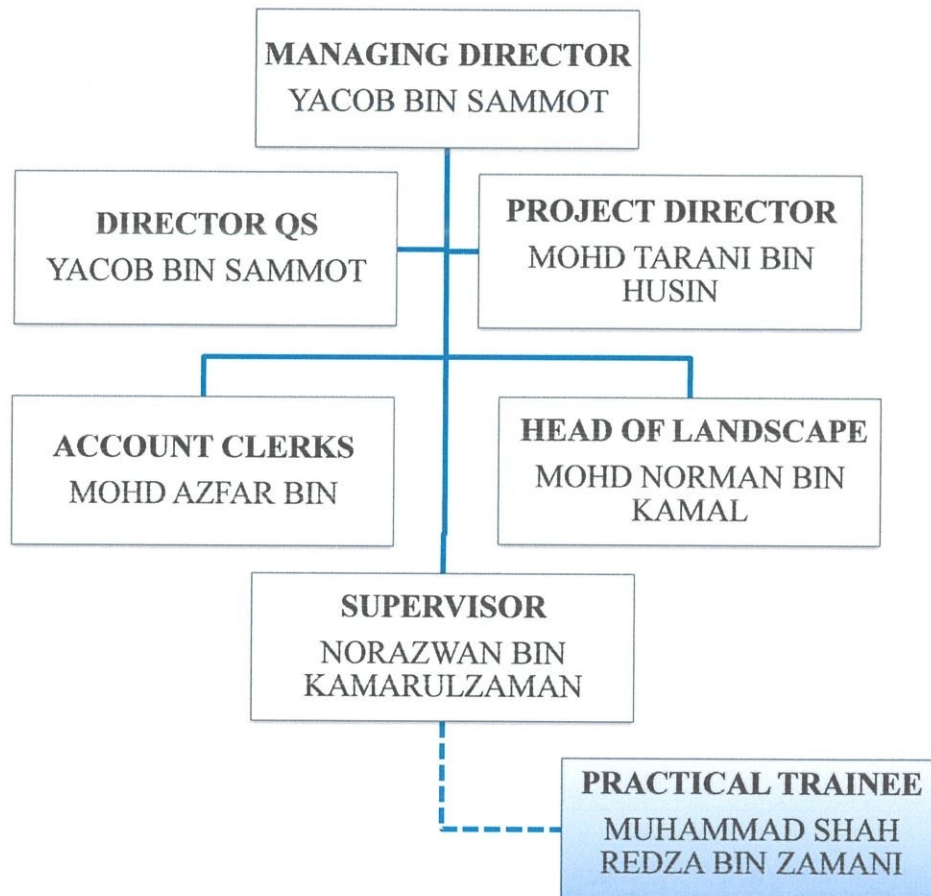 MANAGING DIRECTOR
YACOB BIN SAMMOT
DIRECTOR QS
YACOB BIN SAMMOT
PROJECT DIRECTOR
MOHD TARANI BIN
HUSIN
ACCOUNT CLERKS
MOHD AZFAR BIN
HEAD OF LANDSCAPE
MOHD NORMAN BIN
KAMAL
SUPERVISOR
NORAZWAN BIN
KAMARULZAMAN
PRACTICAL TRAINEE
MUHAMMAD SHAH
REDZA BIN ZAMANI